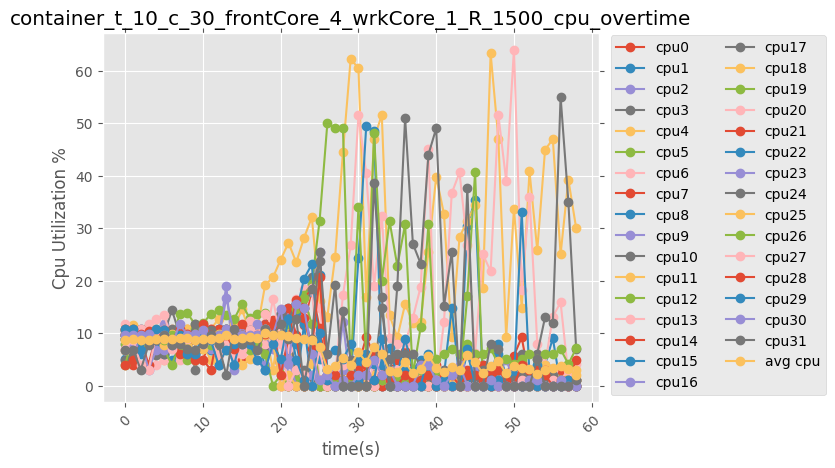 container_t_10_c_30_frontCore_4_wrkCore_1_R_1500_cpu_overtime
Cpu Utilization %
60
50
40
30
20
10
0
0
10
20
30
40
50
60
time(s)
cpu0
cpu1
cpu2
cpu3
cpu4
cpu5
cpu6
cpu7
cpu8
cpu9
cpu10
cpu11
cpu12
cpu13
cpu14
cpu15
cpu16
cpu17
cpu18
cpu19
cpu20
cpu21
cpu22
cpu23
cpu24
cpu25
cpu26
cpu27
cpu28
cpu29
cpu30
cpu31
avg cpu